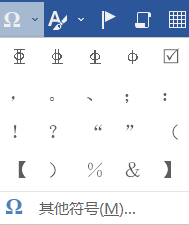 Ω A
ϕ ☑
， 。 、 ； ：
！ ？ “ ” （
【 ） % & 】
Ω 其他符号(M)...